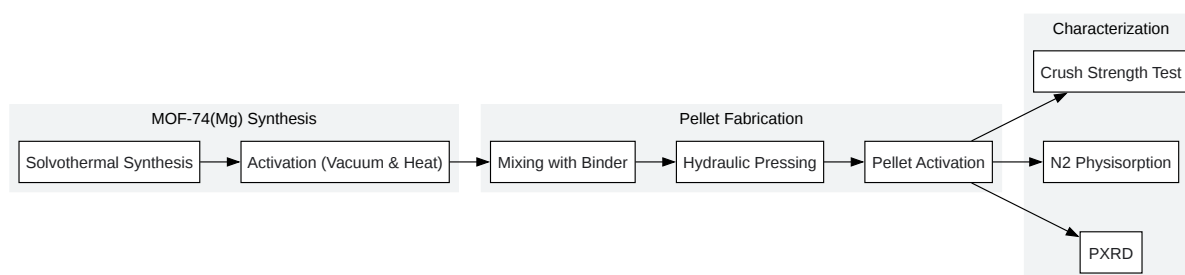 MOF-74(Mg) Synthesis
Solvothermal Synthesis
Activation (Vacuum & Heat)
Pellet Fabrication
Mixing with Binder
Hydraulic Pressing
Pellet Activation
Characterization
Crush Strength Test
N2 Physisorption
PXRD